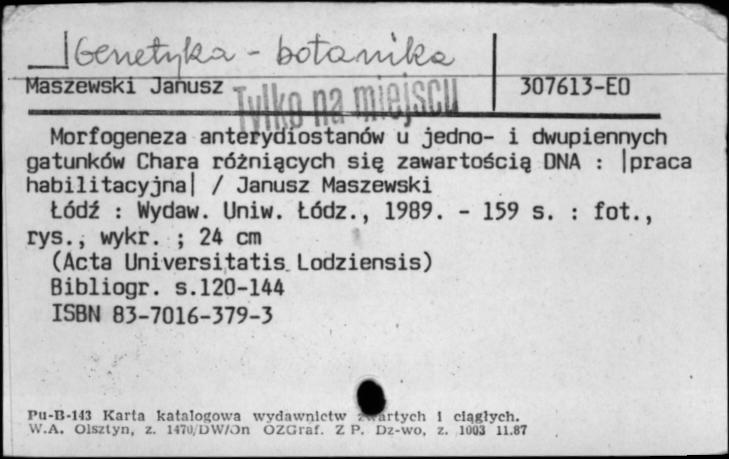 Genetyka - botanika
Maszewski Janusz
307613-EO
Tylko na miejscu
Morfogeneza anterydiostanów u jedno- i dwupiennych
gatunków Chara różniących się zawartością DNA : |praca
habilitacyjna| / Janusz Maszewski
Łódź : Wydaw. Uniw. Łódz., 1989. - 159 s. : fot.,
rys., wykr. ; 24 cm
(Acta Universitatis Lodziensis)
Bibliogr. s.120-144
ISBN 83-7016-379-3
Pu-B-143 Karta katalogowa wydawnictw zwartych i ciągłych.
W.A. Olsztyn, z. 1470/DW/On OZGraf. Z P. Dz-wo, z. 1003 11.87